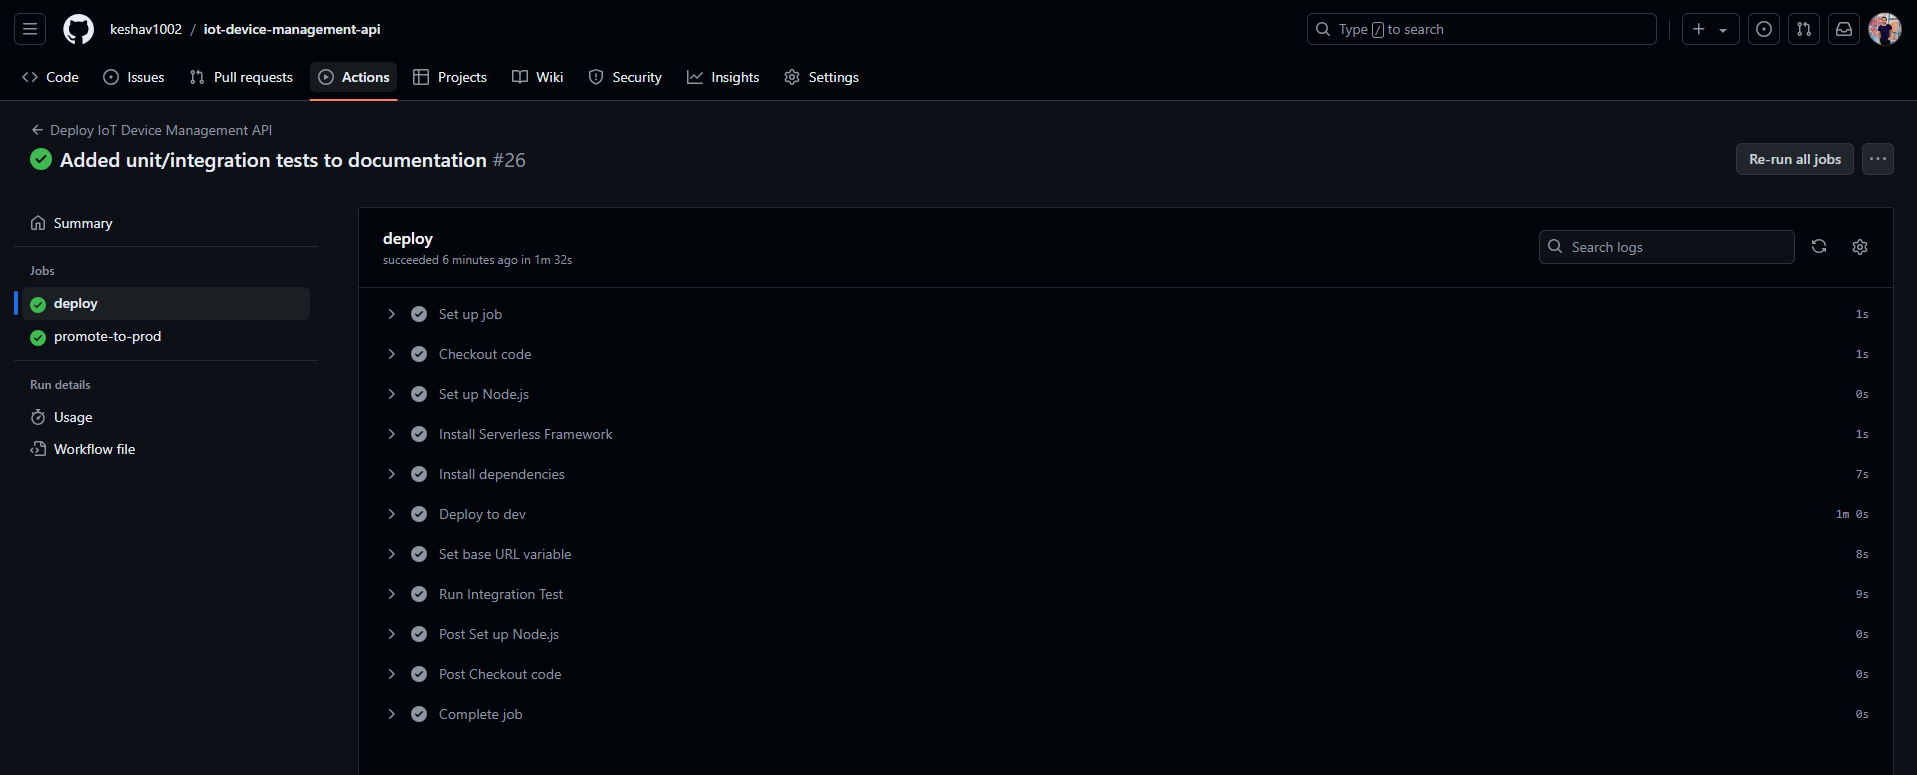 keshav1002 / iot-device-management-api
Type / to search
Code Issues Pull requests Actions Projects Wiki Security Insights Settings
Deploy IoT Device Management API
Added unit/integration tests to documentation #26
Re-run all jobs
Summary
Jobs
deploy
promote-to-prod
Run details
Usage
Workflow file
deploy
succeeded 6 minutes ago in 1m 32s
Search logs
Set up job 1s
Checkout code 1s
Set up Node.js 0s
Install Serverless Framework 1s
Install dependencies 7s
Deploy to dev 1m 0s
Set base URL variable 8s
Run Integration Test 9s
Post Set up Node.js 0s
Post Checkout code 0s
Complete job 0s